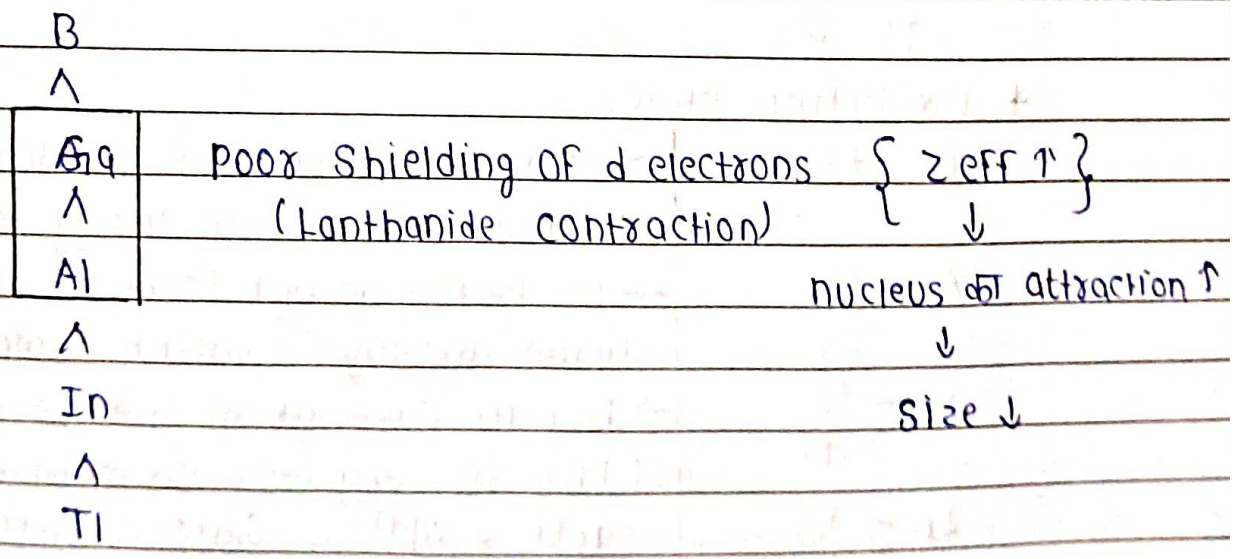 B
∧
Ga poor shielding of d electrons { Zeff ↑ }
∧ (Lanthanide contraction) ↓
Al nucleus का attraction ↑
∧ ↓
In size ↓
∧
Tl